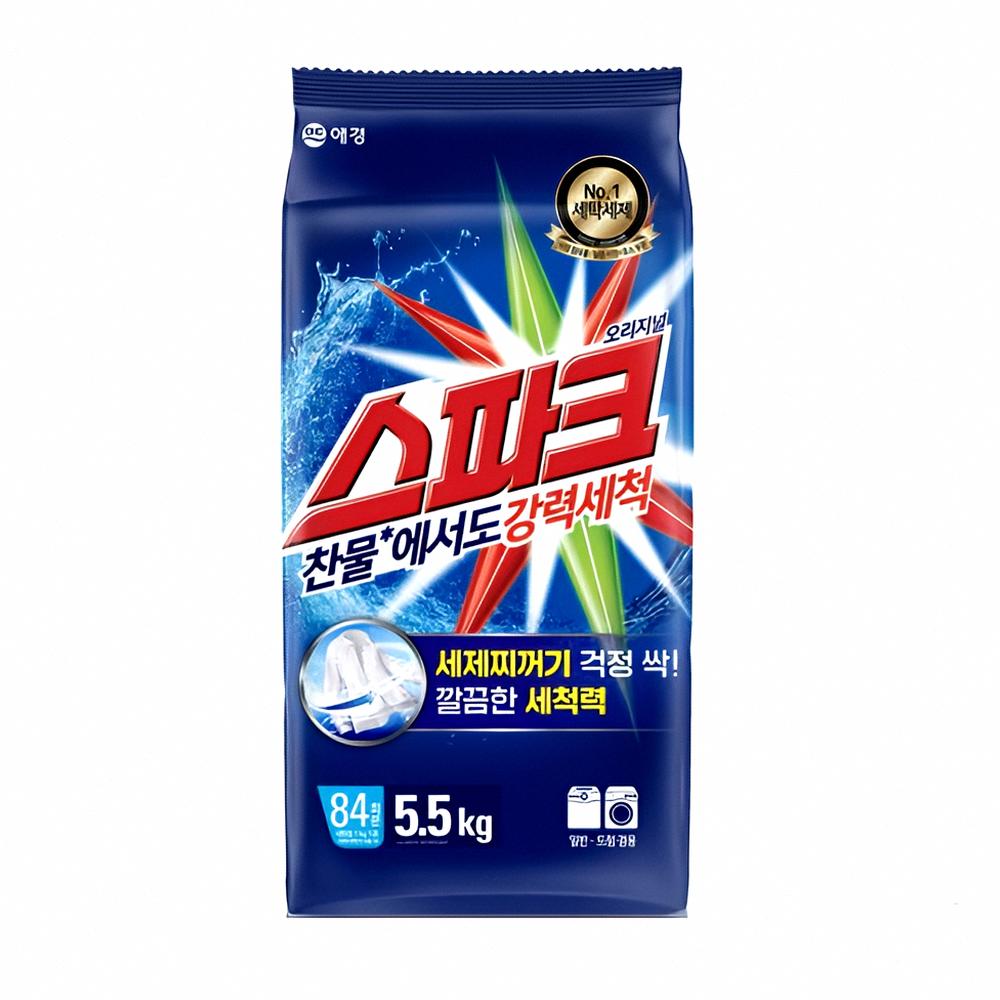 애경
No.1
세탁세제
오리지널
스파크
찬물*에서도 강력세척
세제찌꺼기 걱정 싹!
깔끔한 세척력
84
5.5 kg